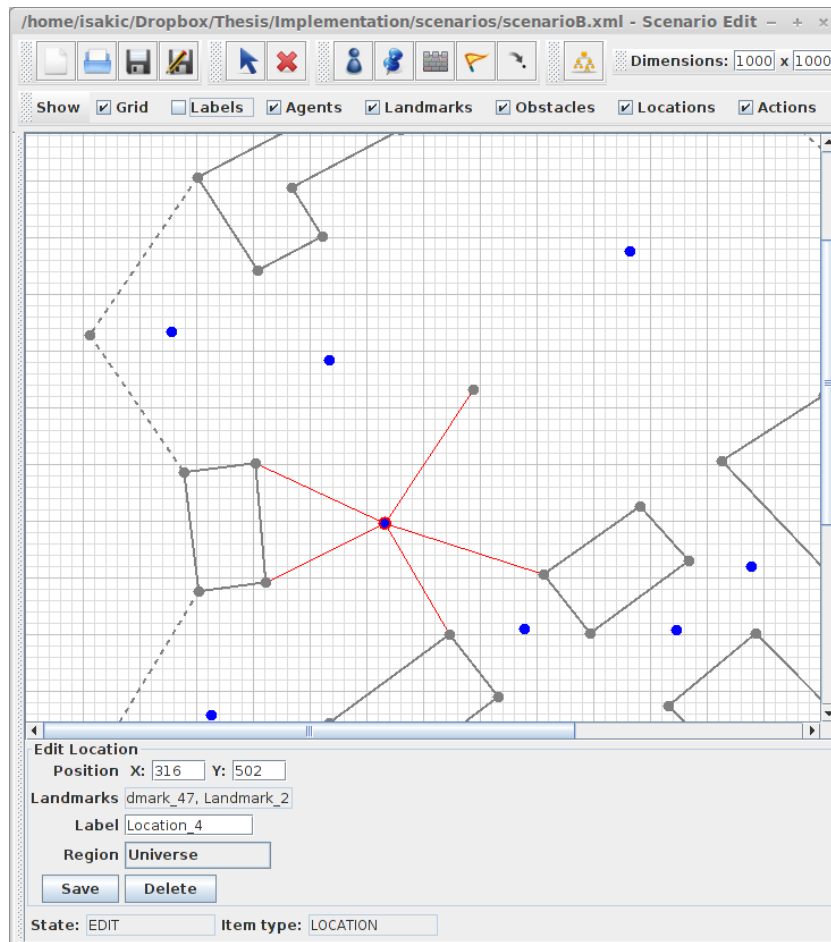 /home/isakic/Dropbox/Thesis/Implementation/scenarios/scenarioB.xml - Scenario Edit
Dimensions: 1000 x 1000
Show Grid Labels Agents Landmarks Obstacles Locations Actions
Edit Location
Position X: 316 Y: 502
Landmarks dmark_47, Landmark_2
Label Location_4
Region Universe
Save Delete
State: EDIT Item type: LOCATION